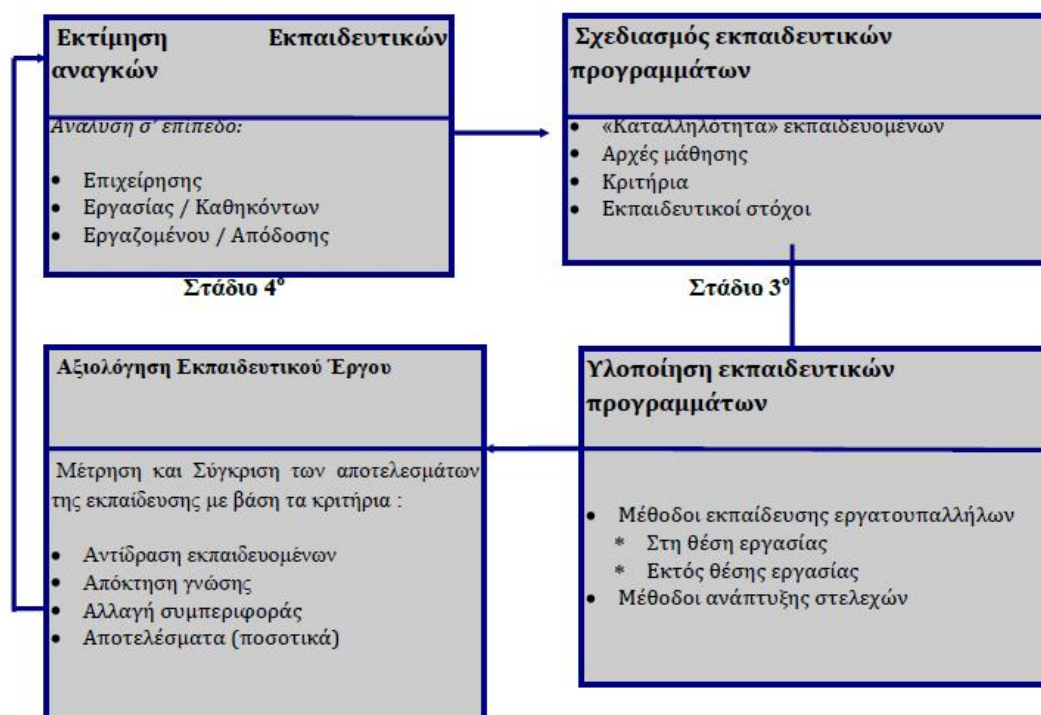 Εκτίμηση Εκπαιδευτικών
αναγκών
Ανάλυση σ' επίπεδο:
• Επιχείρησης
• Εργασίας / Καθηκόντων
• Εργαζομένου / Απόδοσης
Σχεδιασμός εκπαιδευτικών
προγραμμάτων
• «Καταλληλότητα» εκπαιδευομένων
• Αρχές μάθησης
• Κριτήρια
• Εκπαιδευτικοί στόχοι
Στάδιο 4º
Στάδιο 3º
Αξιολόγηση Εκπαιδευτικού Έργου
Μέτρηση και Σύγκριση των αποτελεσμάτων
της εκπαίδευσης με βάση τα κριτήρια :
• Αντίδραση εκπαιδευομένων
• Απόκτηση γνώσης
• Αλλαγή συμπεριφοράς
• Αποτελέσματα (ποσοτικά)
Υλοποίηση εκπαιδευτικών
προγραμμάτων
• Μέθοδοι εκπαίδευσης εργατουπαλλήλων
* Στη θέση εργασίας
* Εκτός θέσης εργασίας
• Μέθοδοι ανάπτυξης στελεχών